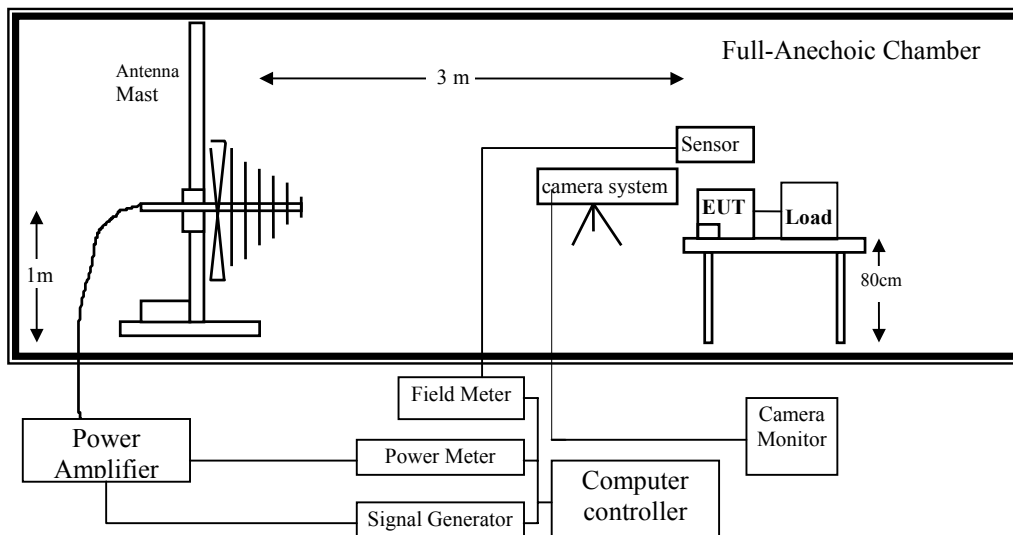 Full-Anechoic Chamber
Antenna
Mast
3 m
Sensor
camera system
EUT
Load
1m
80cm
Field Meter
Camera
Monitor
Power
Amplifier
Power Meter
Computer
controller
Signal Generator